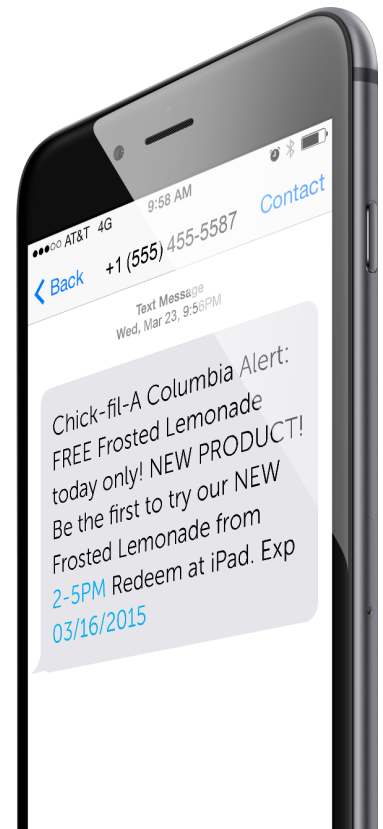 ●●●○○ AT&T 4G 9:58 AM
Back +1 (555) 455-5587 Contact
Text Message
Wed, Mar 23, 9:56PM
Chick-fil-A Columbia Alert:
FREE Frosted Lemonade
today only! NEW PRODUCT!
Be the first to try our NEW
Frosted Lemonade from
2-5PM Redeem at iPad. Exp
03/16/2015